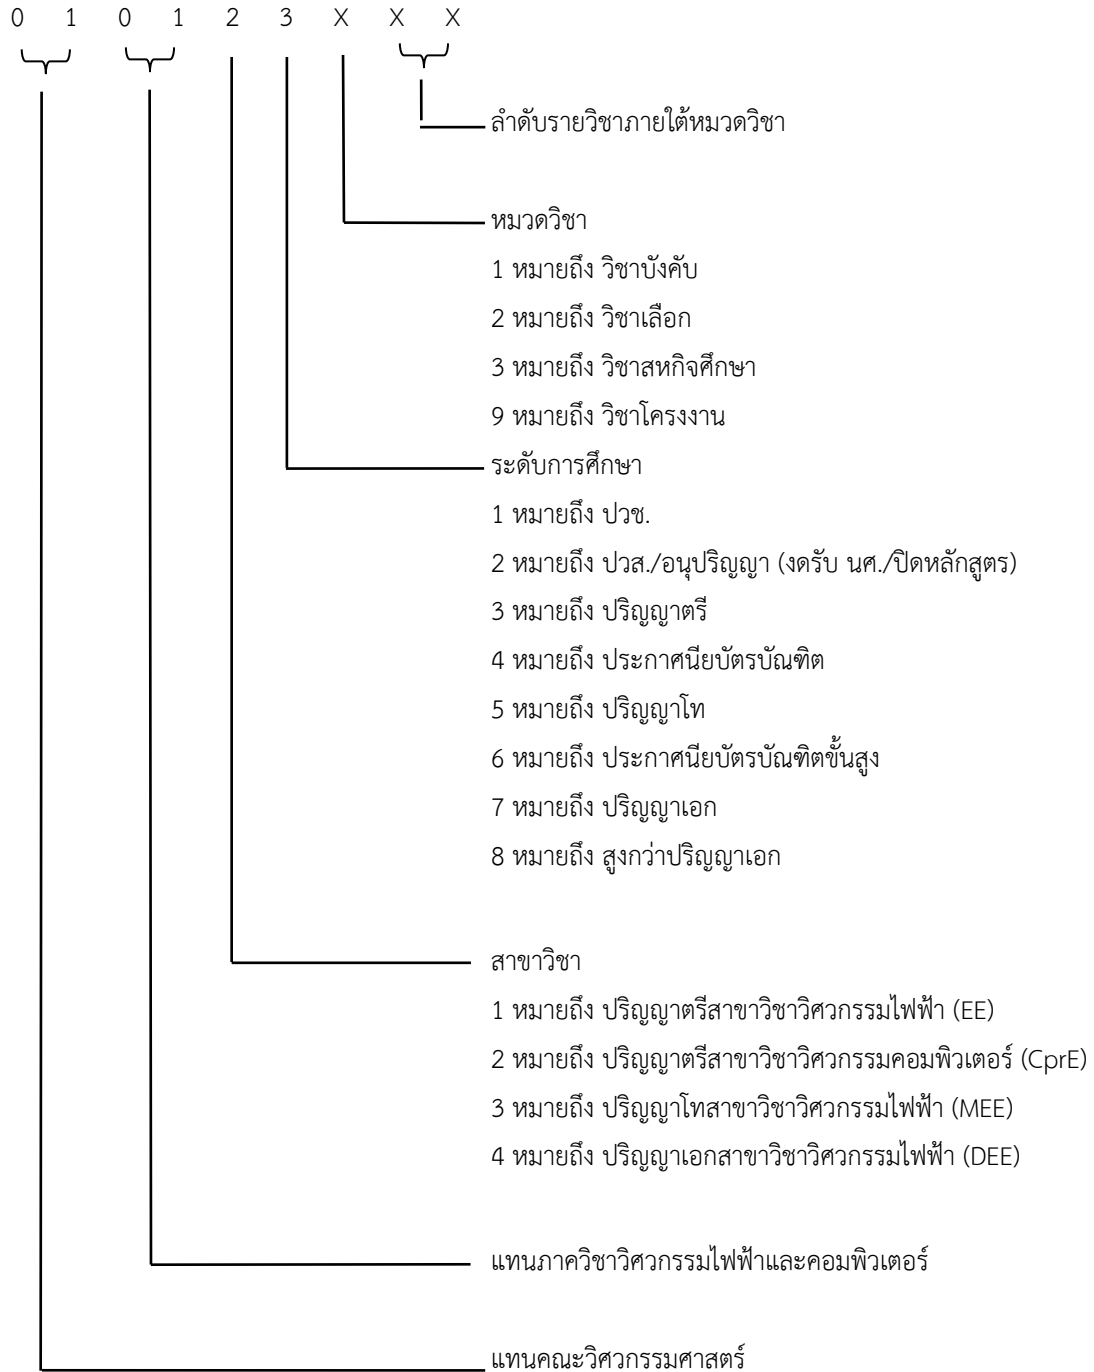 0 1 0 1 2 3 X X X
ลำดับรายวิชาภายใต้หมวดวิชา
หมวดวิชา
1 หมายถึง วิชาบังคับ
2 หมายถึง วิชาเลือก
3 หมายถึง วิชาสหกิจศึกษา
9 หมายถึง วิชาโครงงาน
ระดับการศึกษา
1 หมายถึง ปวช.
2 หมายถึง ปวส./อนุปริญญา (งดรับ นศ./ปิดหลักสูตร)
3 หมายถึง ปริญญาตรี
4 หมายถึง ประกาศนียบัตรบัณฑิต
5 หมายถึง ปริญญาโท
6 หมายถึง ประกาศนียบัตรบัณฑิตขั้นสูง
7 หมายถึง ปริญญาเอก
8 หมายถึง สูงกว่าปริญญาเอก
สาขาวิชา
1 หมายถึง ปริญญาตรีสาขาวิชาวิศวกรรมไฟฟ้า (EE)
2 หมายถึง ปริญญาตรีสาขาวิชาวิศวกรรมคอมพิวเตอร์ (CprE)
3 หมายถึง ปริญญาโทสาขาวิชาวิศวกรรมไฟฟ้า (MEE)
4 หมายถึง ปริญญาเอกสาขาวิชาวิศวกรรมไฟฟ้า (DEE)
แทนภาควิชาวิศวกรรมไฟฟ้าและคอมพิวเตอร์
แทนคณะวิศวกรรมศาสตร์